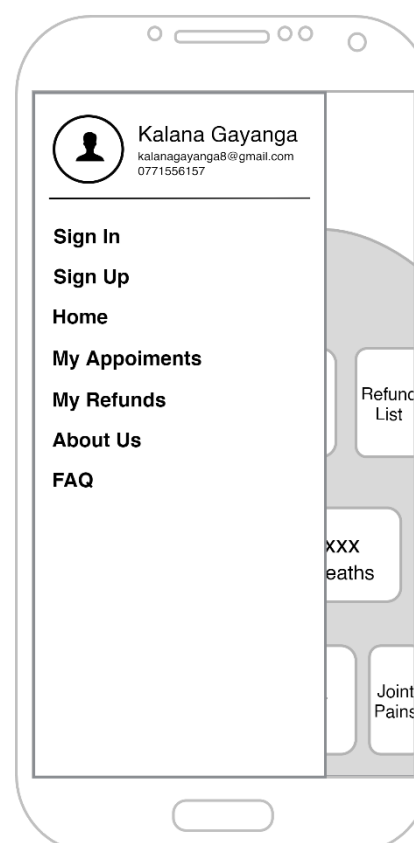 Kalana Gayanga
kalanagayanga8@gmail.com
0771556157
Sign In
Sign Up
Home
My Appoiments
My Refunds
About Us
FAQ
Refund
List
xxx
eaths
Joint
Pains